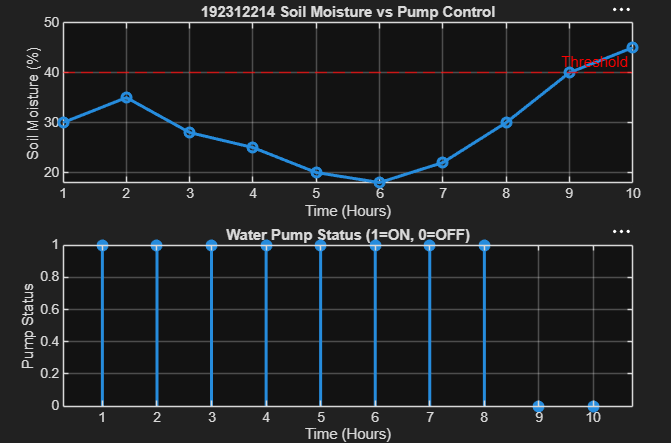 192312214 Soil Moisture vs Pump Control
...
50
40
30
20
Soil Moisture (%)
Threshold
1 2 3 4 5 6 7 8 9 10
Time (Hours)
Water Pump Status (1=ON, 0=OFF)
...
1
0.8
0.6
0.4
0.2
0
Pump Status
1 2 3 4 5 6 7 8 9 10
Time (Hours)